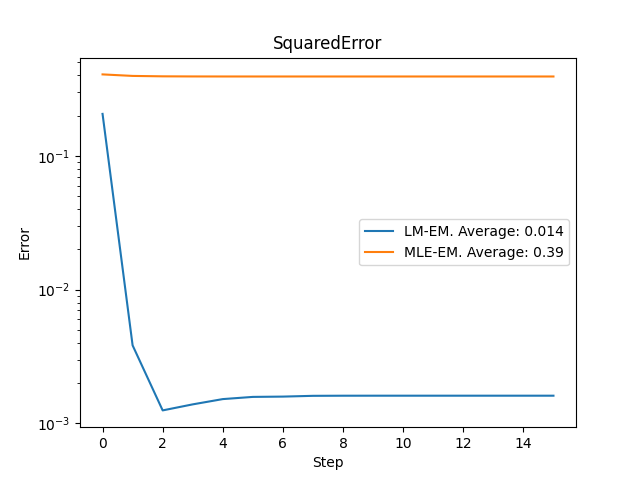 SquaredError
10⁻¹
10⁻²
10⁻³
Error
LM-EM. Average: 0.014
MLE-EM. Average: 0.39
0 2 4 6 8 10 12 14
Step